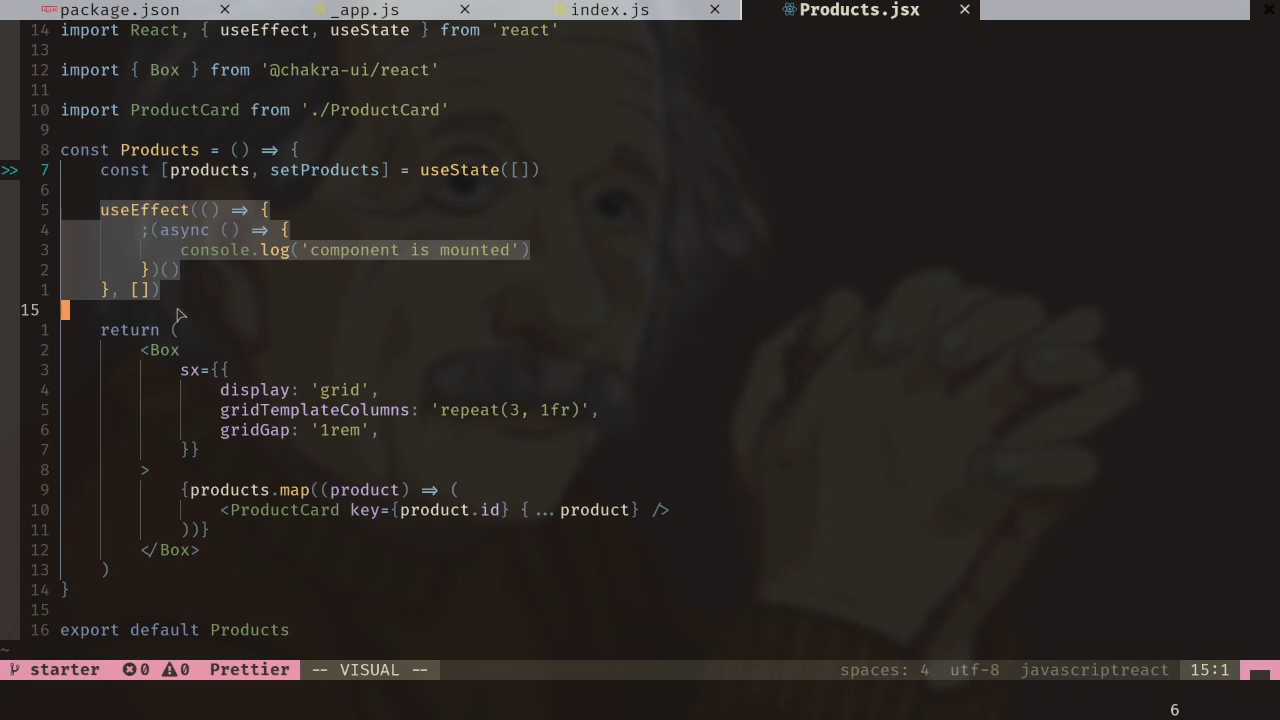 package.json × _app.js × index.js × Products.jsx ×
14 import React, { useEffect, useState } from 'react'
13
12 import { Box } from '@chakra-ui/react'
11
10 import ProductCard from './ProductCard'
9
8 const Products = () => {
>> 7 const [products, setProducts] = useState([])
6
5 useEffect(() => {
4 ;(async () => {
3 console.log('component is mounted')
2 })()
1 }, [])
15
1 return (
2 <Box
3 sx={{
4 display: 'grid',
5 gridTemplateColumns: 'repeat(3, 1fr)',
6 gridGap: '1rem',
7 }}
8 >
9 {products.map((product) => (
10 <ProductCard key={product.id} {...product} />
11 ))}
12 </Box>
13 )
14 }
15
16 export default Products
~
starter 0 0 Prettier -- VISUAL -- spaces: 4 utf-8 javascriptreact 15:1
6